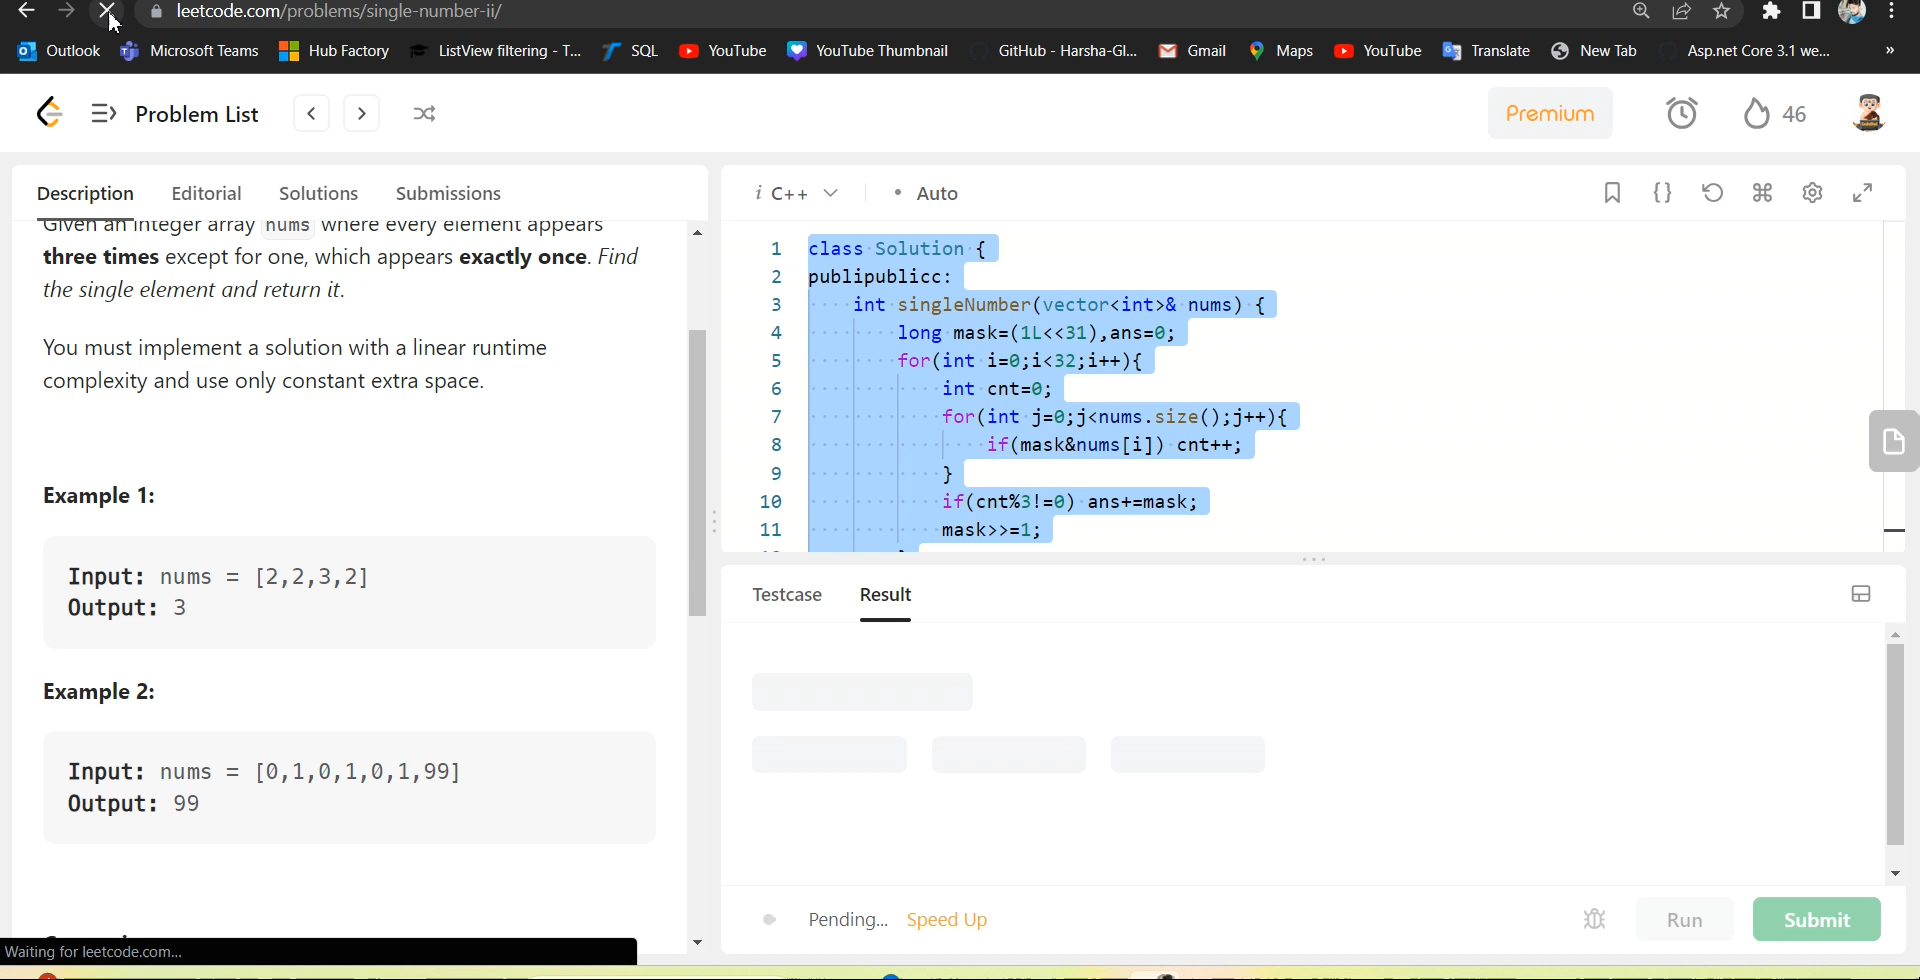 leetcode.com/problems/single-number-ii/
Outlook Microsoft Teams Hub Factory ListView filtering - T... SQL YouTube YouTube Thumbnail GitHub - Harsha-Gl... Gmail Maps YouTube Translate New Tab Asp.net Core 3.1 we... »
Problem List Premium 46
Description Editorial Solutions Submissions
Given an integer array nums where every element appears
three times except for one, which appears exactly once. Find
the single element and return it.
You must implement a solution with a linear runtime
complexity and use only constant extra space.
Example 1:
Input: nums = [2,2,3,2]
Output: 3
Example 2:
Input: nums = [0,1,0,1,0,1,99]
Output: 99
Waiting for leetcode.com...
i C++ • Auto
1 class Solution {
2 publipublicc:
3 int singleNumber(vector<int>& nums) {
4 long mask=(1L<<31),ans=0;
5 for(int i=0;i<32;i++){
6 int cnt=0;
7 for(int j=0;j<nums.size();j++){
8 if(mask&nums[i]) cnt++;
9 }
10 if(cnt%3!=0) ans+=mask;
11 mask>>=1;
Testcase Result
Pending... Speed Up Run Submit